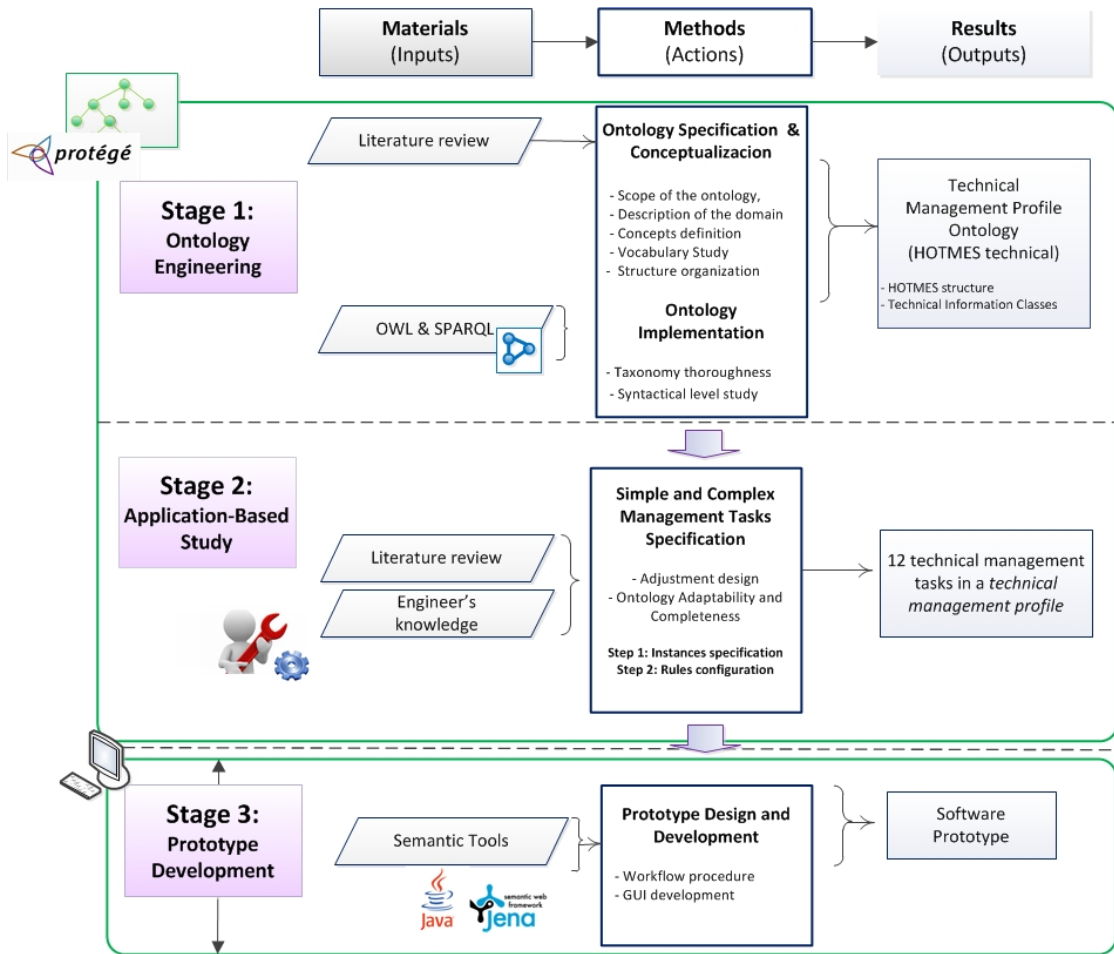 Materials
(Inputs)
Methods
(Actions)
Results
(Outputs)
protégé
Stage 1:
Ontology
Engineering
Literature review
OWL & SPARQL
Ontology Specification &
Conceptualizacion
- Scope of the ontology,
- Description of the domain
- Concepts definition
- Vocabulary Study
- Structure organization
Ontology
Implementation
- Taxonomy thoroughness
- Syntactical level study
Technical
Management Profile
Ontology
(HOTMES technical)
- HOTMES structure
- Technical Information Classes
Stage 2:
Application-Based
Study
Literature review
Engineer's
knowledge
Simple and Complex
Management Tasks
Specification
- Adjustment design
- Ontology Adaptability and
Completeness
Step 1: Instances specification
Step 2: Rules configuration
12 technical management
tasks in a technical
management profile
Stage 3:
Prototype
Development
Semantic Tools
Java
semantic web
framework
Jena
Prototype Design and
Development
- Workflow procedure
- GUI development
Software
Prototype